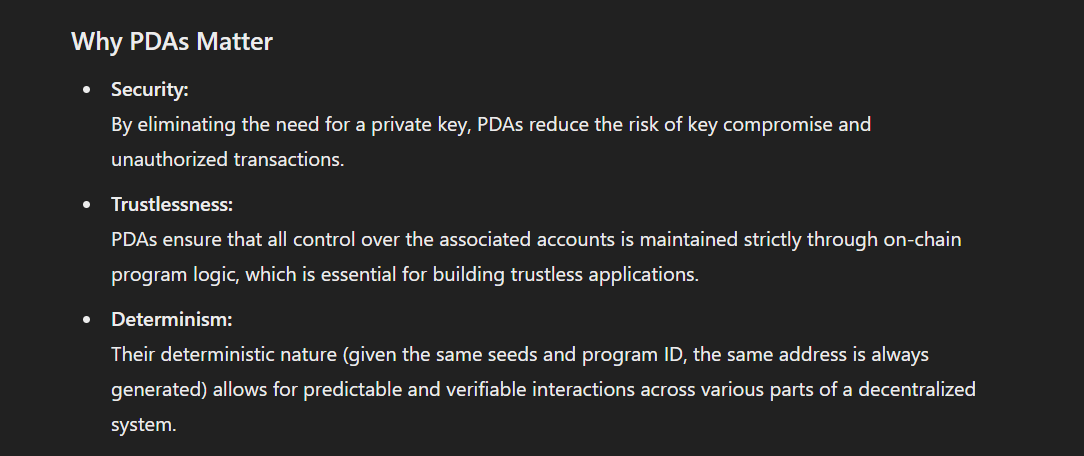 Why PDAs Matter
• Security:
By eliminating the need for a private key, PDAs reduce the risk of key compromise and
unauthorized transactions.
• Trustlessness:
PDAs ensure that all control over the associated accounts is maintained strictly through on-chain
program logic, which is essential for building trustless applications.
• Determinism:
Their deterministic nature (given the same seeds and program ID, the same address is always
generated) allows for predictable and verifiable interactions across various parts of a decentralized
system.